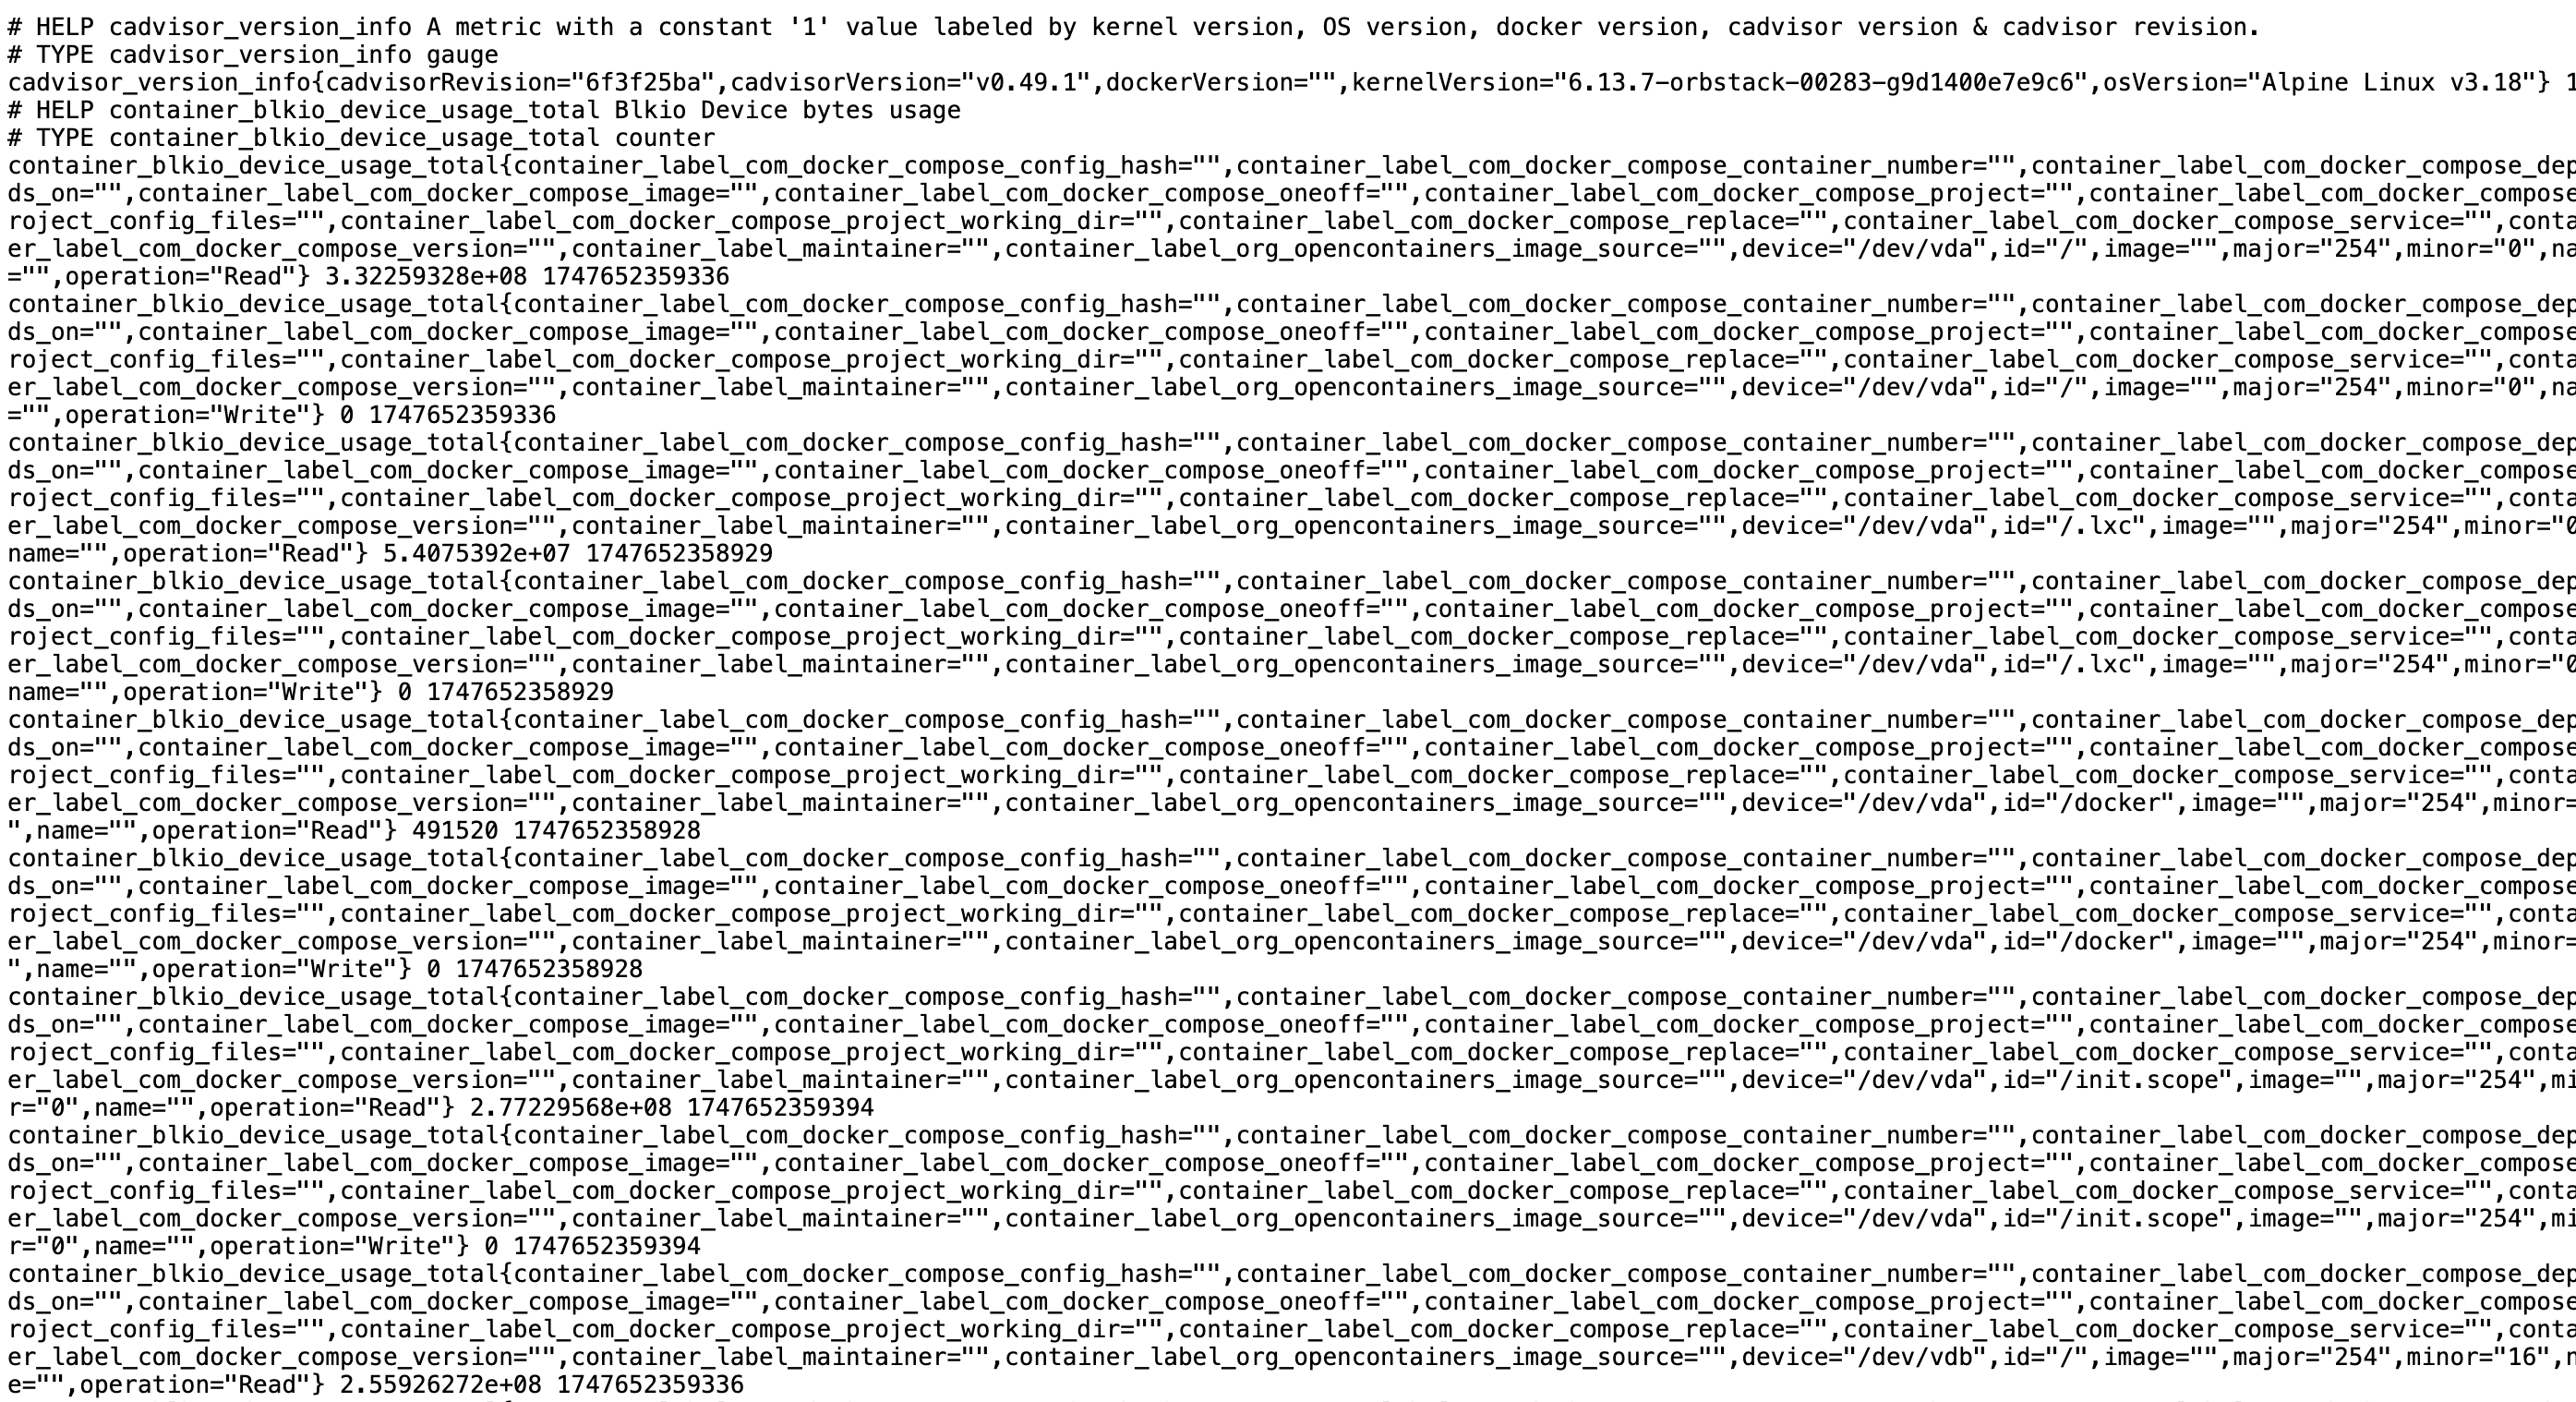 # HELP cadvisor_version_info A metric with a constant '1' value labeled by kernel version, OS version, docker version, cadvisor version & cadvisor revision.
# TYPE cadvisor_version_info gauge
cadvisor_version_info{cadvisorRevision="6f3f25ba",cadvisorVersion="v0.49.1",dockerVersion="",kernelVersion="6.13.7-orbstack-00283-g9d1400e7e9c6",osVersion="Alpine Linux v3.18"} 1
# HELP container_blkio_device_usage_total Blkio Device bytes usage
# TYPE container_blkio_device_usage_total counter
container_blkio_device_usage_total{container_label_com_docker_compose_config_hash="",container_label_com_docker_compose_container_number="",container_label_com_docker_compose_dep
ds_on="",container_label_com_docker_compose_image="",container_label_com_docker_compose_oneoff="",container_label_com_docker_compose_project="",container_label_com_docker_compose
roject_config_files="",container_label_com_docker_compose_project_working_dir="",container_label_com_docker_compose_replace="",container_label_com_docker_compose_service="",conta
er_label_com_docker_compose_version="",container_label_maintainer="",container_label_org_opencontainers_image_source="",device="/dev/vda",id="/",image="",major="254",minor="0",na
="",operation="Read"} 3.32259328e+08 1747652359336
container_blkio_device_usage_total{container_label_com_docker_compose_config_hash="",container_label_com_docker_compose_container_number="",container_label_com_docker_compose_dep
ds_on="",container_label_com_docker_compose_image="",container_label_com_docker_compose_oneoff="",container_label_com_docker_compose_project="",container_label_com_docker_compose
roject_config_files="",container_label_com_docker_compose_project_working_dir="",container_label_com_docker_compose_replace="",container_label_com_docker_compose_service="",conta
er_label_com_docker_compose_version="",container_label_maintainer="",container_label_org_opencontainers_image_source="",device="/dev/vda",id="/",image="",major="254",minor="0",na
="",operation="Write"} 0 1747652359336
container_blkio_device_usage_total{container_label_com_docker_compose_config_hash="",container_label_com_docker_compose_container_number="",container_label_com_docker_compose_dep
ds_on="",container_label_com_docker_compose_image="",container_label_com_docker_compose_oneoff="",container_label_com_docker_compose_project="",container_label_com_docker_compose
roject_config_files="",container_label_com_docker_compose_project_working_dir="",container_label_com_docker_compose_replace="",container_label_com_docker_compose_service="",conta
er_label_com_docker_compose_version="",container_label_maintainer="",container_label_org_opencontainers_image_source="",device="/dev/vda",id="/.lxc",image="",major="254",minor="0
name="",operation="Read"} 5.4075392e+07 1747652358929
container_blkio_device_usage_total{container_label_com_docker_compose_config_hash="",container_label_com_docker_compose_container_number="",container_label_com_docker_compose_dep
ds_on="",container_label_com_docker_compose_image="",container_label_com_docker_compose_oneoff="",container_label_com_docker_compose_project="",container_label_com_docker_compose
roject_config_files="",container_label_com_docker_compose_project_working_dir="",container_label_com_docker_compose_replace="",container_label_com_docker_compose_service="",conta
er_label_com_docker_compose_version="",container_label_maintainer="",container_label_org_opencontainers_image_source="",device="/dev/vda",id="/.lxc",image="",major="254",minor="0
name="",operation="Write"} 0 1747652358929
container_blkio_device_usage_total{container_label_com_docker_compose_config_hash="",container_label_com_docker_compose_container_number="",container_label_com_docker_compose_dep
ds_on="",container_label_com_docker_compose_image="",container_label_com_docker_compose_oneoff="",container_label_com_docker_compose_project="",container_label_com_docker_compose
roject_config_files="",container_label_com_docker_compose_project_working_dir="",container_label_com_docker_compose_replace="",container_label_com_docker_compose_service="",conta
er_label_com_docker_compose_version="",container_label_maintainer="",container_label_org_opencontainers_image_source="",device="/dev/vda",id="/docker",image="",major="254",minor=
",name="",operation="Read"} 491520 1747652358928
container_blkio_device_usage_total{container_label_com_docker_compose_config_hash="",container_label_com_docker_compose_container_number="",container_label_com_docker_compose_dep
ds_on="",container_label_com_docker_compose_image="",container_label_com_docker_compose_oneoff="",container_label_com_docker_compose_project="",container_label_com_docker_compose
roject_config_files="",container_label_com_docker_compose_project_working_dir="",container_label_com_docker_compose_replace="",container_label_com_docker_compose_service="",conta
er_label_com_docker_compose_version="",container_label_maintainer="",container_label_org_opencontainers_image_source="",device="/dev/vda",id="/docker",image="",major="254",minor=
",name="",operation="Write"} 0 1747652358928
container_blkio_device_usage_total{container_label_com_docker_compose_config_hash="",container_label_com_docker_compose_container_number="",container_label_com_docker_compose_dep
ds_on="",container_label_com_docker_compose_image="",container_label_com_docker_compose_oneoff="",container_label_com_docker_compose_project="",container_label_com_docker_compose
roject_config_files="",container_label_com_docker_compose_project_working_dir="",container_label_com_docker_compose_replace="",container_label_com_docker_compose_service="",conta
er_label_com_docker_compose_version="",container_label_maintainer="",container_label_org_opencontainers_image_source="",device="/dev/vda",id="/init.scope",image="",major="254",mi
r="0",name="",operation="Read"} 2.77229568e+08 1747652359394
container_blkio_device_usage_total{container_label_com_docker_compose_config_hash="",container_label_com_docker_compose_container_number="",container_label_com_docker_compose_dep
ds_on="",container_label_com_docker_compose_image="",container_label_com_docker_compose_oneoff="",container_label_com_docker_compose_project="",container_label_com_docker_compose
roject_config_files="",container_label_com_docker_compose_project_working_dir="",container_label_com_docker_compose_replace="",container_label_com_docker_compose_service="",conta
er_label_com_docker_compose_version="",container_label_maintainer="",container_label_org_opencontainers_image_source="",device="/dev/vda",id="/init.scope",image="",major="254",mi
r="0",name="",operation="Write"} 0 1747652359394
container_blkio_device_usage_total{container_label_com_docker_compose_config_hash="",container_label_com_docker_compose_container_number="",container_label_com_docker_compose_dep
ds_on="",container_label_com_docker_compose_image="",container_label_com_docker_compose_oneoff="",container_label_com_docker_compose_project="",container_label_com_docker_compose
roject_config_files="",container_label_com_docker_compose_project_working_dir="",container_label_com_docker_compose_replace="",container_label_com_docker_compose_service="",conta
er_label_com_docker_compose_version="",container_label_maintainer="",container_label_org_opencontainers_image_source="",device="/dev/vdb",id="/",image="",major="254",minor="16",n
e="",operation="Read"} 2.55926272e+08 1747652359336